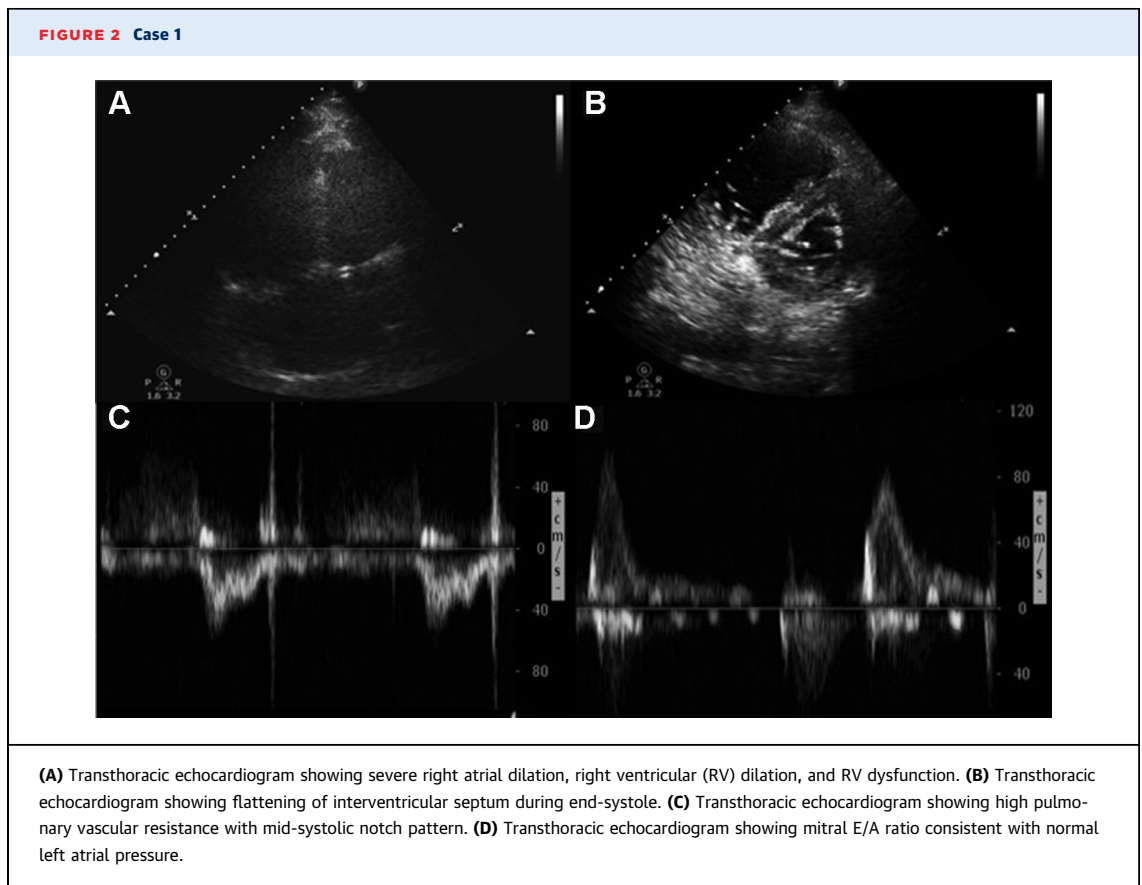 FIGURE 2 Case 1
A
B
P
P
G
P R
1.6 3.2
G
P R
1.6 3.2
C
D
80
40
0
40
80
+
c
m
/
s
-
120
80
40
0
40
+
c
m
/
s
-
(A) Transthoracic echocardiogram showing severe right atrial dilation, right ventricular (RV) dilation, and RV dysfunction. (B) Transthoracic
echocardiogram showing flattening of interventricular septum during end-systole. (C) Transthoracic echocardiogram showing high pulmo-
nary vascular resistance with mid-systolic notch pattern. (D) Transthoracic echocardiogram showing mitral E/A ratio consistent with normal
left atrial pressure.